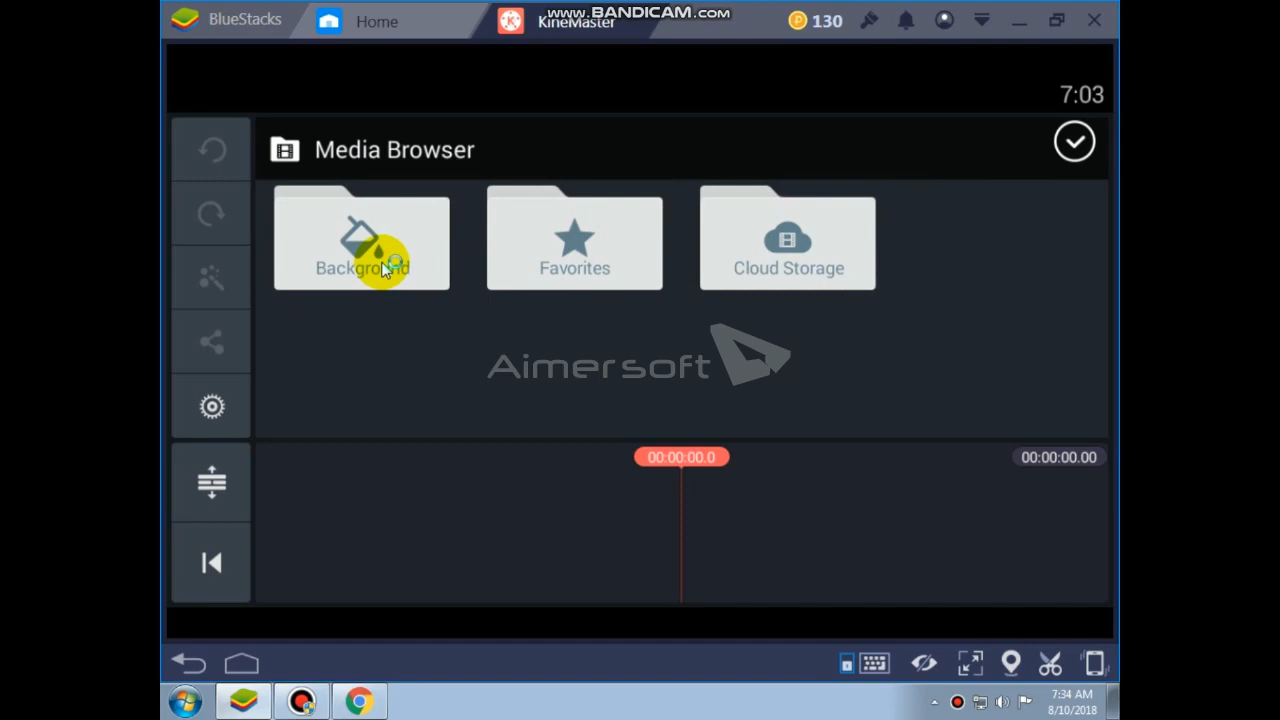 BlueStacks
Home
KineMaster
www.BANDICAM.com
130
7:03
Media Browser
Background
Favorites
Cloud Storage
Aimersoft
00:00:00.0
00:00:00.00
7:34 AM
8/10/2018